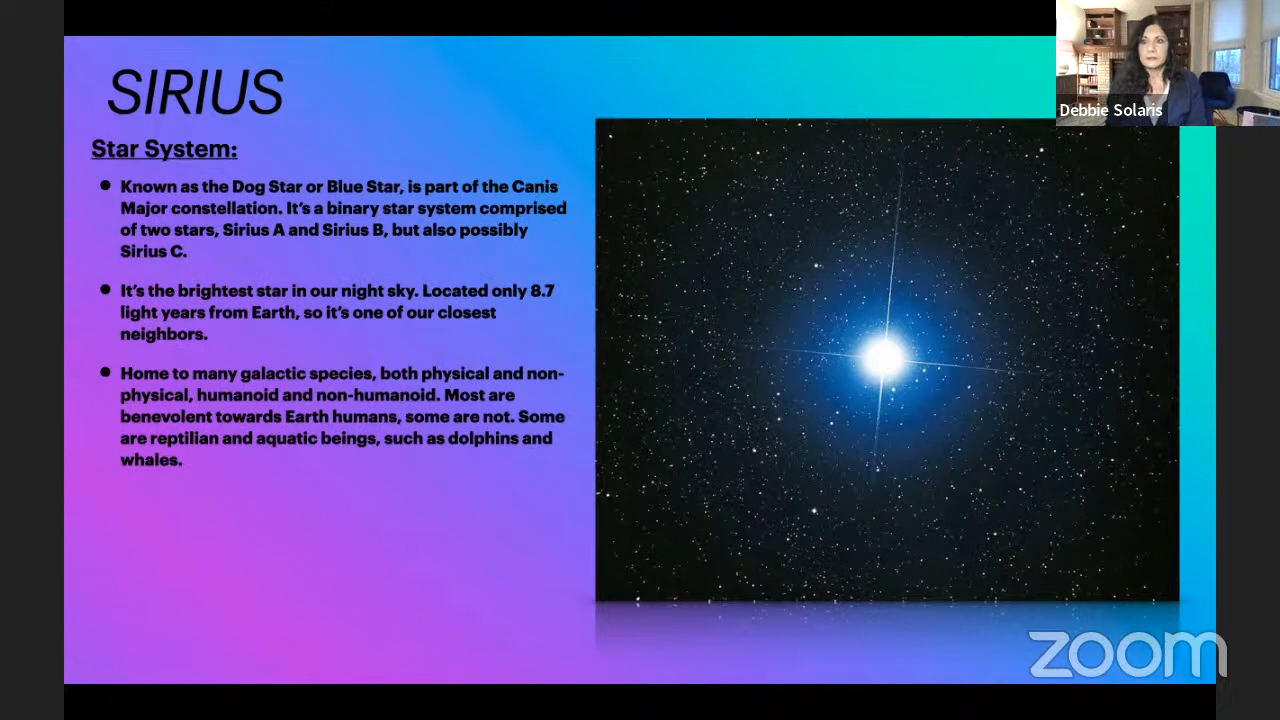 SIRIUS
Star System:
● Known as the Dog Star or Blue Star, is part of the Canis
Major constellation. It's a binary star system comprised
of two stars, Sirius A and Sirius B, but also possibly
Sirius C.
● It's the brightest star in our night sky. Located only 8.7
light years from Earth, so it's one of our closest
neighbors.
● Home to many galactic species, both physical and non-
physical, humanoid and non-humanoid. Most are
benevolent towards Earth humans, some are not. Some
are reptilian and aquatic beings, such as dolphins and
whales.
Debbie Solaris
zoom